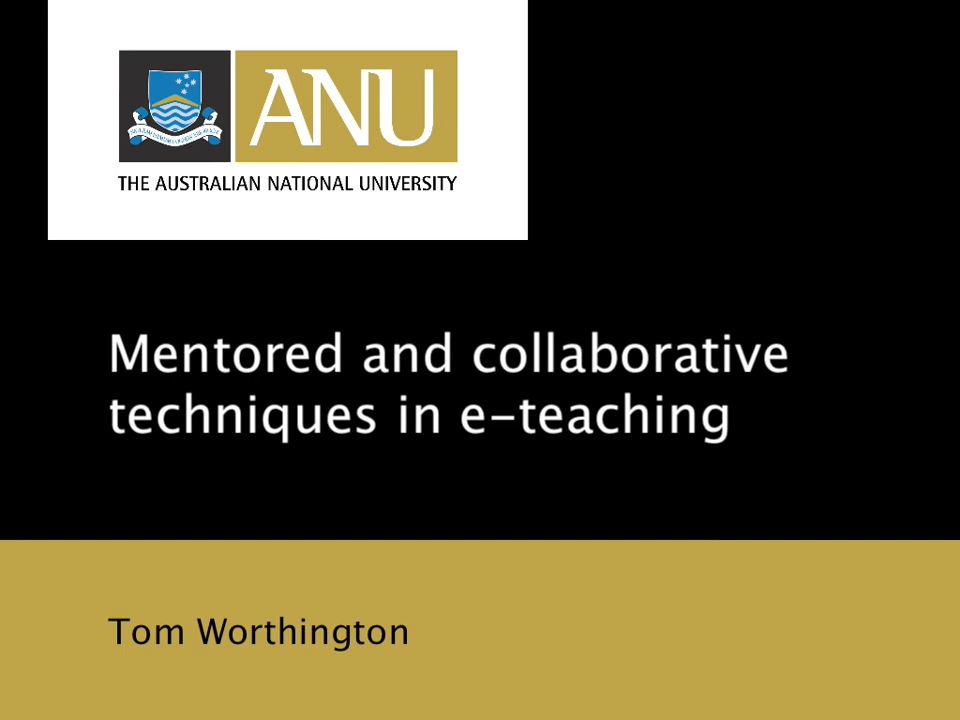 ANU
THE AUSTRALIAN NATIONAL UNIVERSITY
Mentored and collaborative
techniques in e-teaching
Tom Worthington